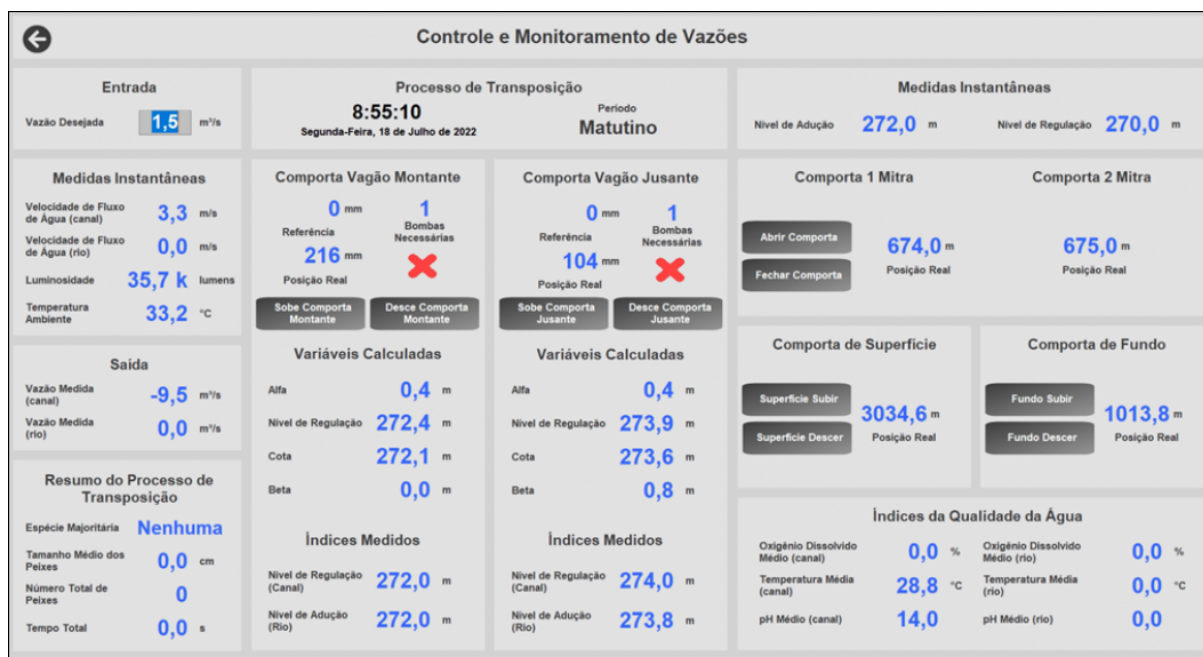 Controle e Monitoramento de Vazões
Entrada
Vazão Desejada 1,5 m³/s
Processo de Transposição
8:55:10
Segunda-Feira, 18 de Julho de 2022
Período
Matutino
Medidas Instantâneas
Nível de Adução 272,0 m
Nível de Regulação 270,0 m
Medidas Instantâneas
Velocidade de Fluxo
de Água (canal) 3,3 m/s
Velocidade de Fluxo
de Água (rio) 0,0 m/s
Luminosidade 35,7 k lumens
Temperatura
Ambiente 33,2 °C
Saída
Vazão Medida
(canal) -9,5 m³/s
Vazão Medida
(rio) 0,0 m³/s
Resumo do Processo de
Transposição
Espécie Majoritária Nenhuma
Tamanho Médio dos
Peixes 0,0 cm
Número Total de
Peixes 0
Tempo Total 0,0 s
Comporta Vagão Montante
0 mm
Referência
1
Bombas
Necessárias
216 mm
Posição Real
Sobe Comporta
Montante
Desce Comporta
Montante
Variáveis Calculadas
Alfa 0,4 m
Nível de Regulação 272,4 m
Cota 272,1 m
Beta 0,0 m
Índices Medidos
Nível de Regulação
(Canal) 272,0 m
Nível de Adução
(Rio) 272,0 m
Comporta Vagão Jusante
0 mm
Referência
1
Bombas
Necessárias
104 mm
Posição Real
Sobe Comporta
Jusante
Desce Comporta
Jusante
Variáveis Calculadas
Alfa 0,4 m
Nível de Regulação 273,9 m
Cota 273,6 m
Beta 0,8 m
Índices Medidos
Nível de Regulação
(Canal) 274,0 m
Nível de Adução
(Rio) 273,8 m
Comporta 1 Mitra
Abrir Comporta
Fechar Comporta
674,0 m
Posição Real
Comporta 2 Mitra
675,0 m
Posição Real
Comporta de Superfície
Superfície Subir
Superfície Descer
3034,6 m
Posição Real
Comporta de Fundo
Fundo Subir
Fundo Descer
1013,8 m
Posição Real
Índices da Qualidade da Água
Oxigênio Dissolvido
Médio (canal) 0,0 %
Oxigênio Dissolvido
Médio (rio) 0,0 %
Temperatura Média
(canal) 28,8 °C
Temperatura Média
(rio) 0,0 °C
pH Médio (canal) 14,0
pH Médio (rio) 0,0